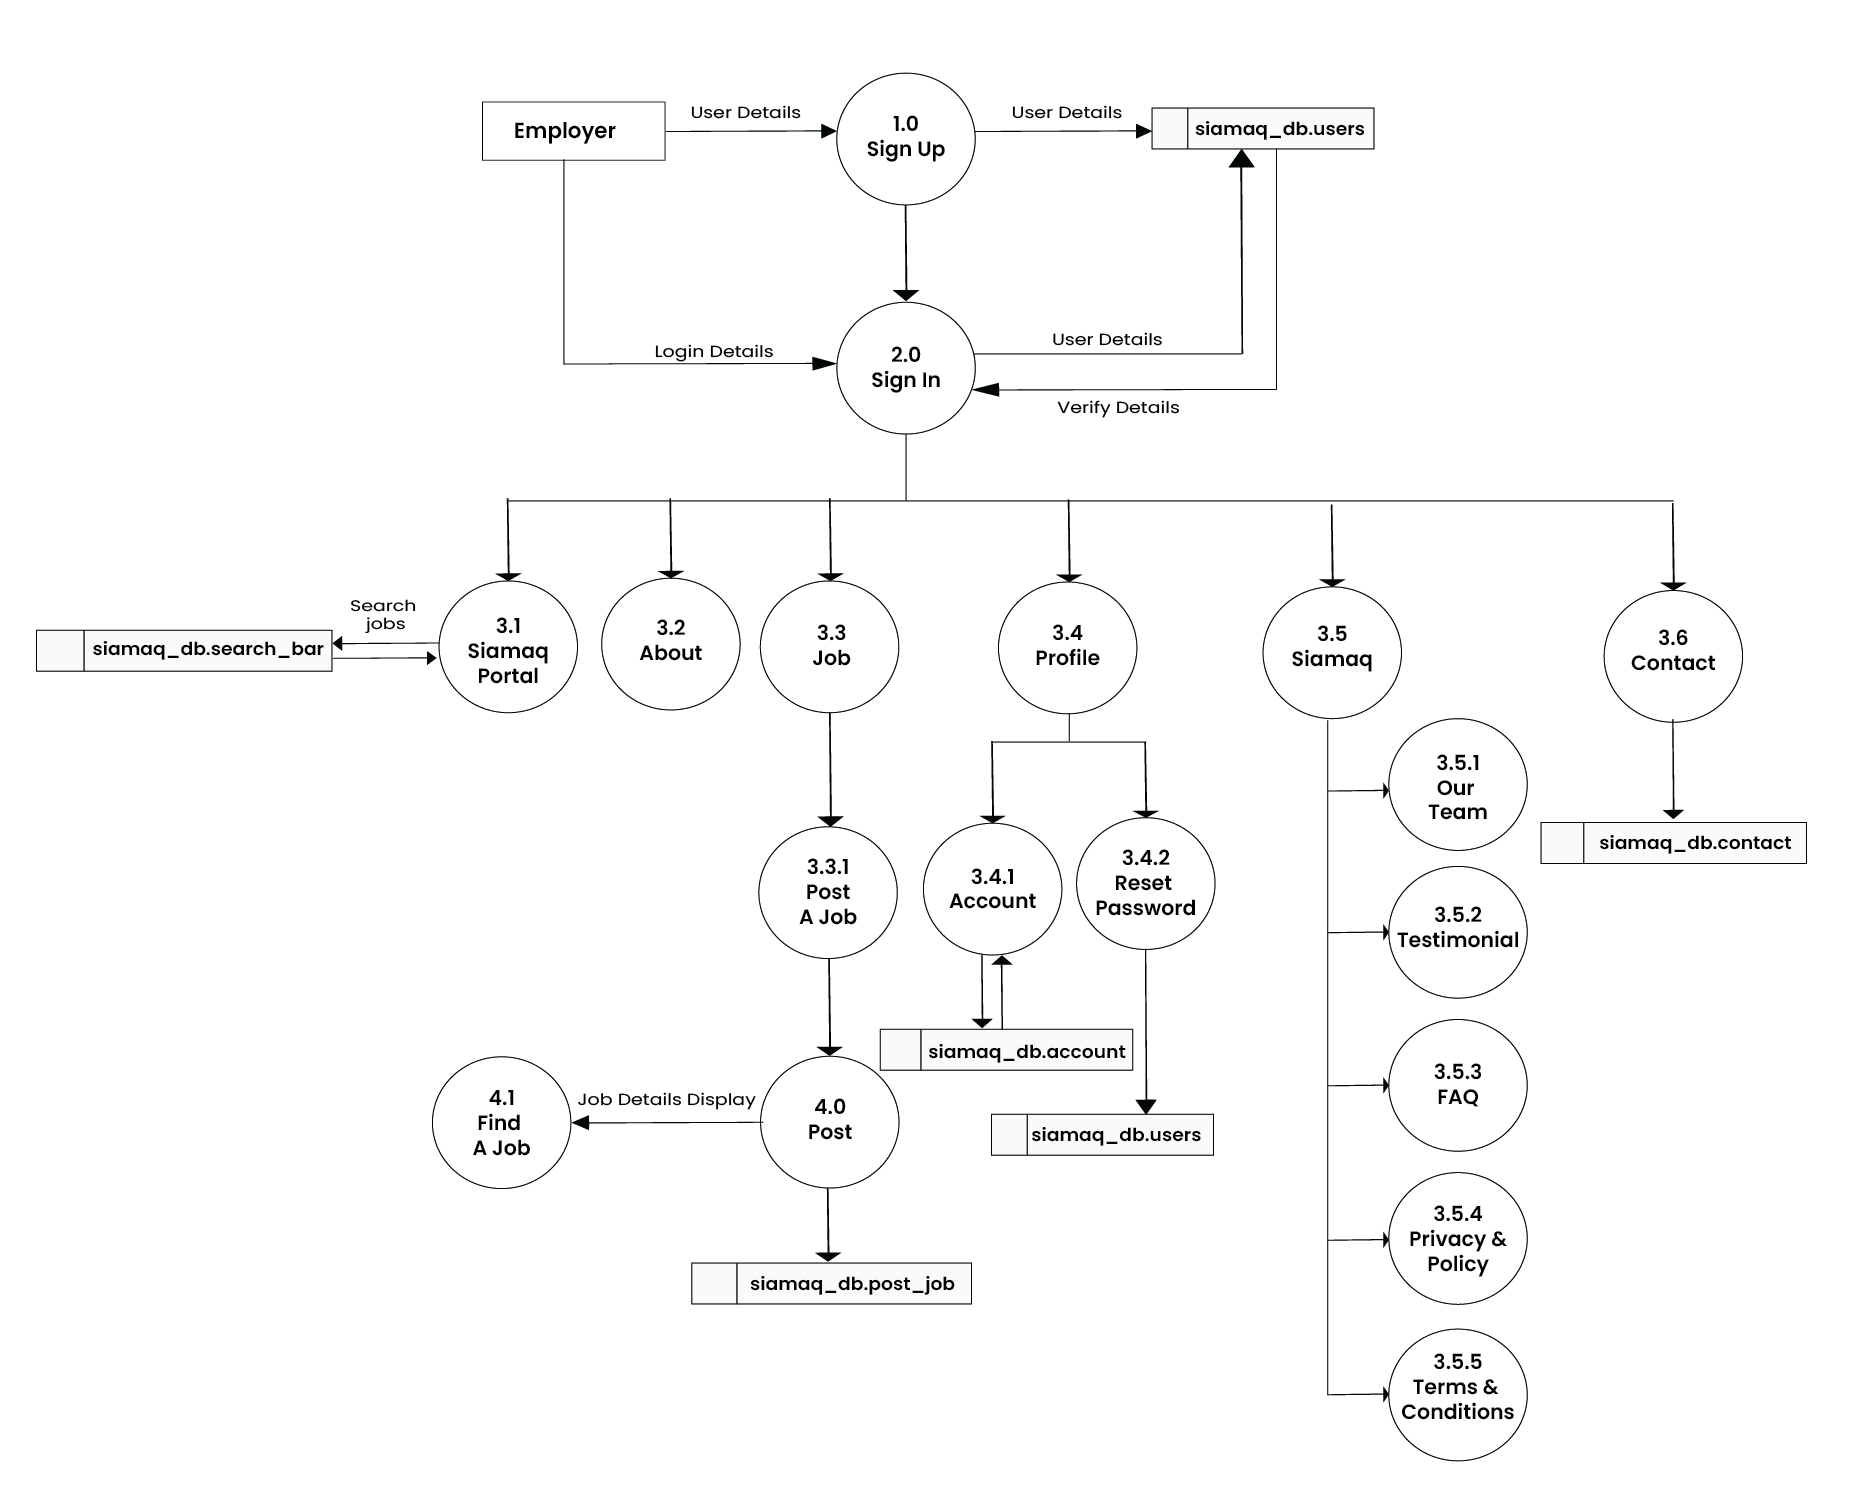 User Details
User Details
Employer
1.0
Sign Up
siamaq_db.users
User Details
Login Details
2.0
Sign In
Verify Details
Search
jobs
siamaq_db.search_bar
3.1
Siamaq
Portal
3.2
About
3.3
Job
3.4
Profile
3.5
Siamaq
3.6
Contact
3.5.1
Our
Team
siamaq_db.contact
3.3.1
Post
A Job
3.4.1
Account
3.4.2
Reset
Password
3.5.2
Testimonial
siamaq_db.account
3.5.3
FAQ
4.1
Find
A Job
Job Details Display
4.0
Post
siamaq_db.users
3.5.4
Privacy &
Policy
siamaq_db.post_job
3.5.5
Terms &
Conditions